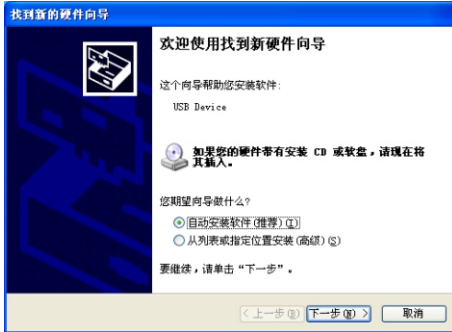 找到新的硬件向导
欢迎使用找到新硬件向导
这个向导帮助您安装软件:
USB Device
如果您的硬件带有安装 CD 或软盘，请现在将
其插入。
您期望向导做什么?
自动安装软件(推荐)(I)
从列表或指定位置安装(高级)(S)
要继续，请单击“下一步”。
< 上一步(B) 下一步(N) > 取消